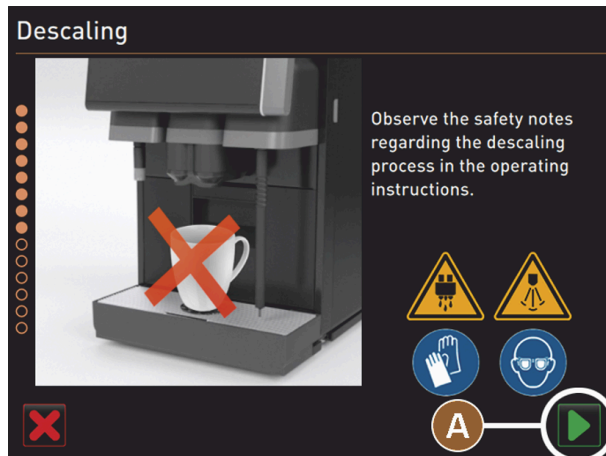 Descaling
Observe the safety notes
regarding the descaling
process in the operating
instructions.
A